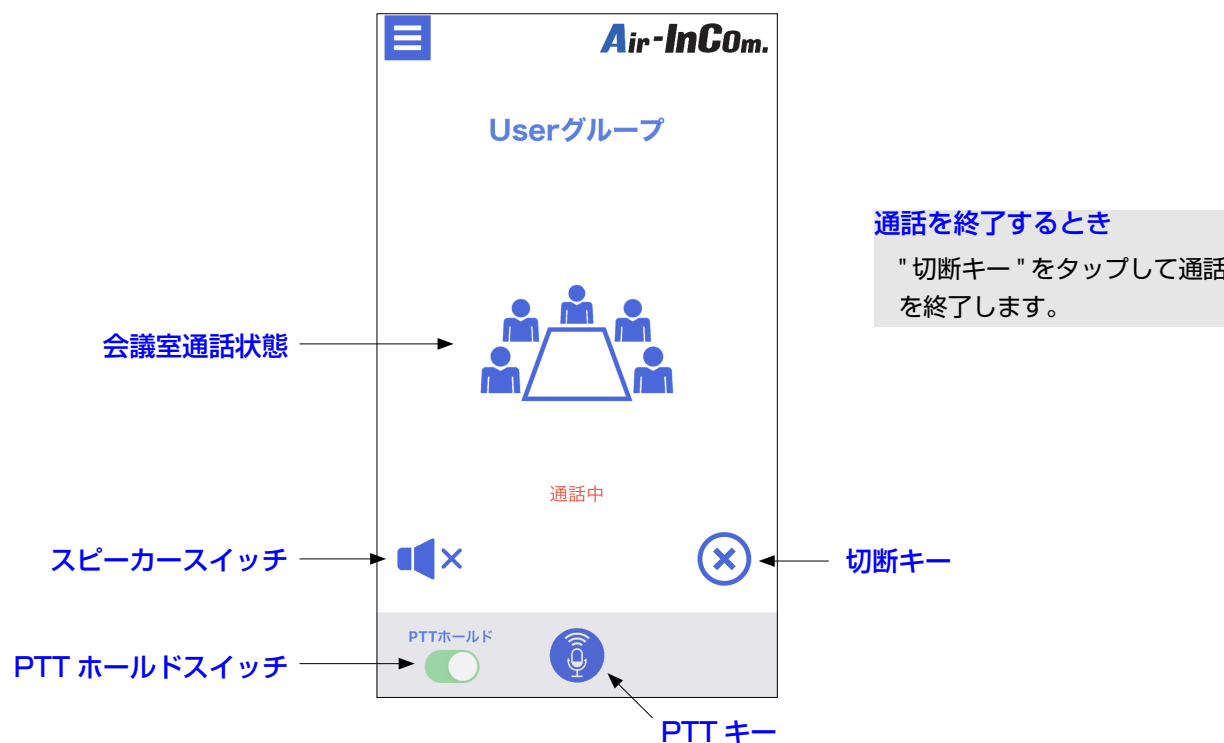 Air-InCom.
Userグループ
通話を終了するとき
"切断キー"をタップして通話
を終了します。
会議室通話状態
通話中
スピーカースイッチ
切断キー
PTTホールド
PTT ホールドスイッチ
PTT キー